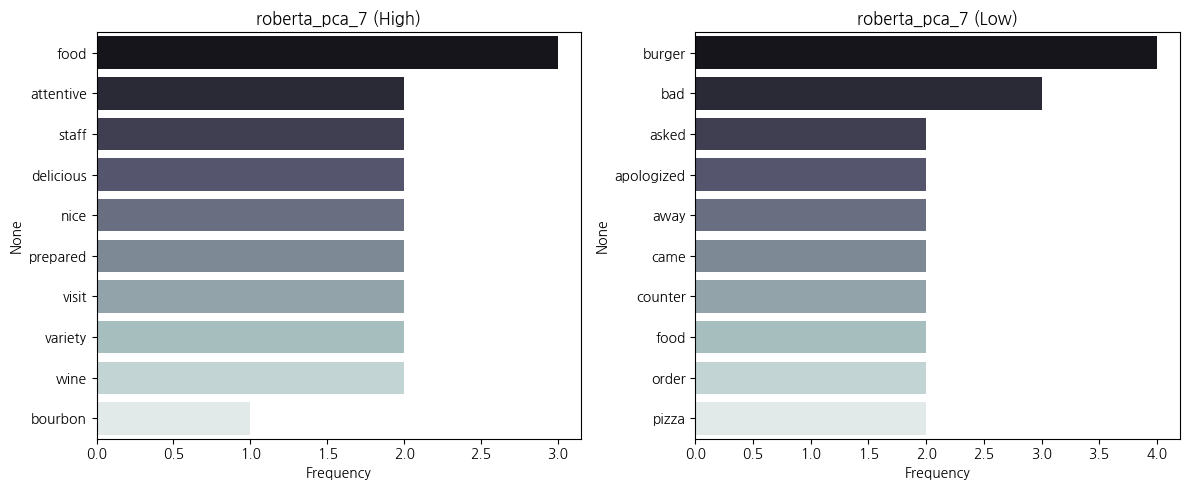 roberta_pca_7 (High)
food
attentive
staff
delicious
nice
prepared
visit
variety
wine
bourbon
None
0.0 0.5 1.0 1.5 2.0 2.5 3.0
Frequency
roberta_pca_7 (Low)
burger
bad
asked
apologized
away
came
counter
food
order
pizza
None
0.0 0.5 1.0 1.5 2.0 2.5 3.0 3.5 4.0
Frequency